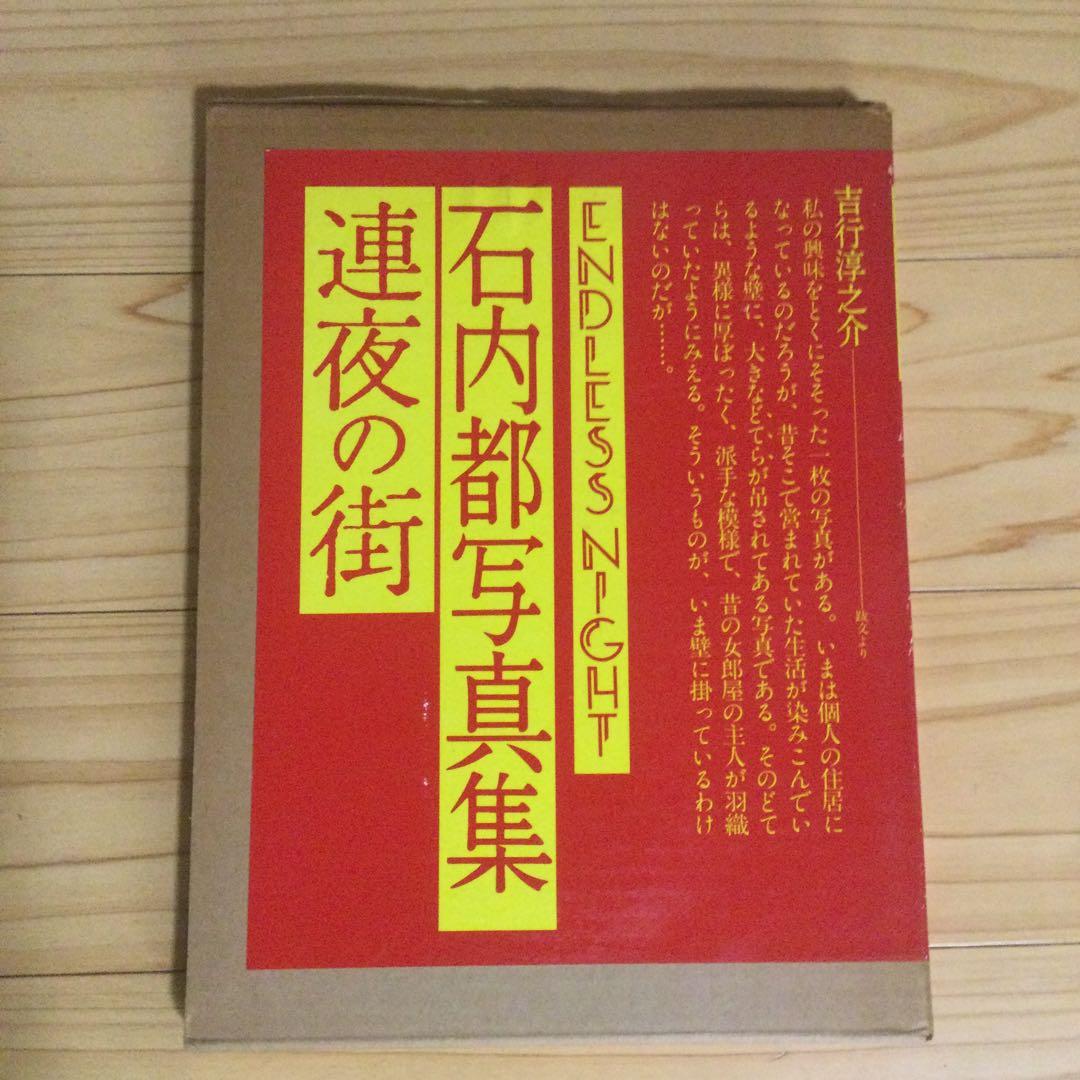 吉行淳之介――――跋文より
私の興味をとくにそそった一枚の写真がある。いまは個人の住居に
なっているのだろうが、昔そこで営まれていた生活が染みこんでい
るような壁に、大きなどてらが吊されてある写真である。そのどて
らは、異様に厚ぼったく、派手な模様で、昔の女郎屋の主人が羽織
っていたようにみえる。そういうものが、いま壁に掛っているわけ
はないのだが……。
ENDLESS NIGHT
石内都写真集
連夜の街